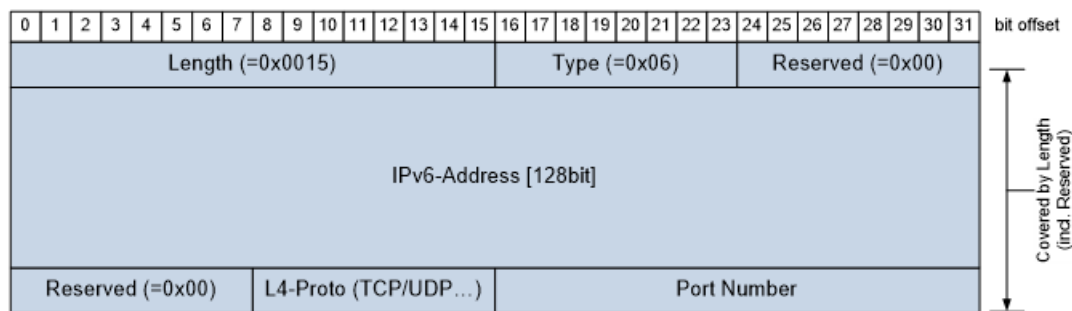 0 1 2 3 4 5 6 7 8 9 10 11 12 13 14 15 16 17 18 19 20 21 22 23 24 25 26 27 28 29 30 31 bit offset
Length (=0x0015) Type (=0x06) Reserved (=0x00)
IPv6-Address [128bit]
Covered by Length
(incl. Reserved)
Reserved (=0x00) L4-Proto (TCP/UDP...) Port Number